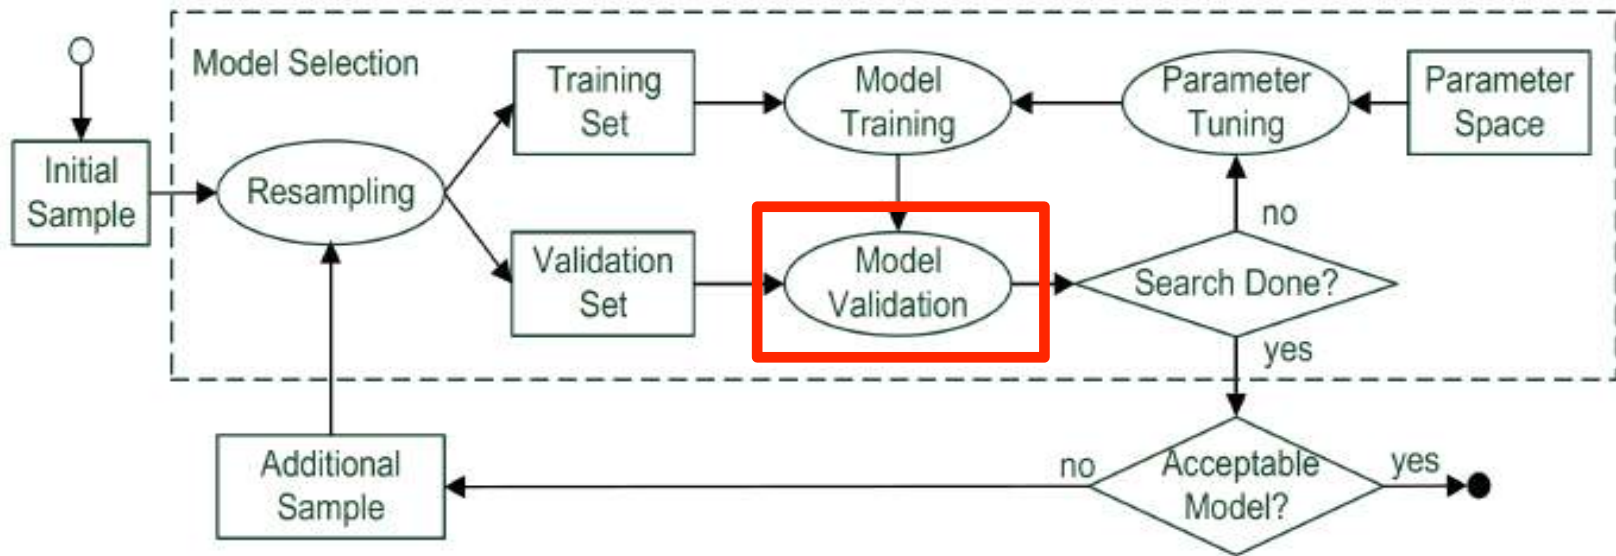 Model Selection
Initial
Sample
Resampling
Training
Set
Validation
Set
Model
Training
Model
Validation
Parameter
Tuning
Parameter
Space
no
Search Done?
yes
Acceptable
Model?
no
yes
Additional
Sample